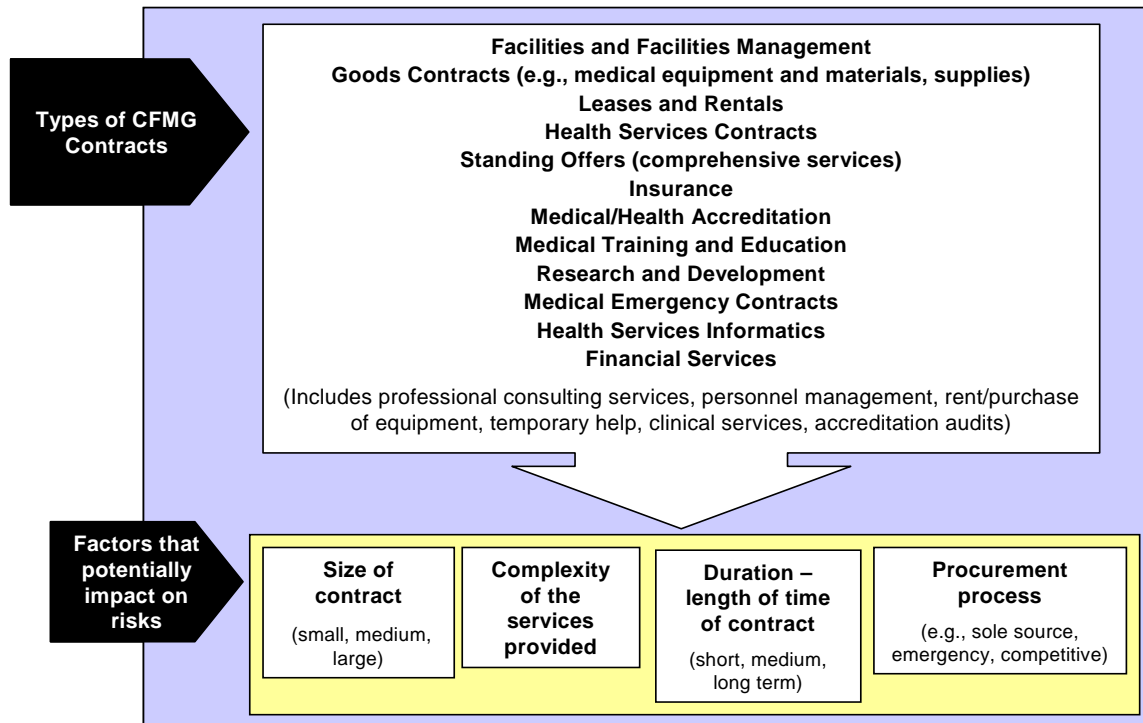 Types of CFMG
Contracts
Facilities and Facilities Management
Goods Contracts (e.g., medical equipment and materials, supplies)
Leases and Rentals
Health Services Contracts
Standing Offers (comprehensive services)
Insurance
Medical/Health Accreditation
Medical Training and Education
Research and Development
Medical Emergency Contracts
Health Services Informatics
Financial Services
(Includes professional consulting services, personnel management, rent/purchase
of equipment, temporary help, clinical services, accreditation audits)
Factors that
potentially
impact on
risks
Size of
contract
(small, medium,
large)
Complexity
of the
services
provided
Duration –
length of time
of contract
(short, medium,
long term)
Procurement
process
(e.g., sole source,
emergency, competitive)